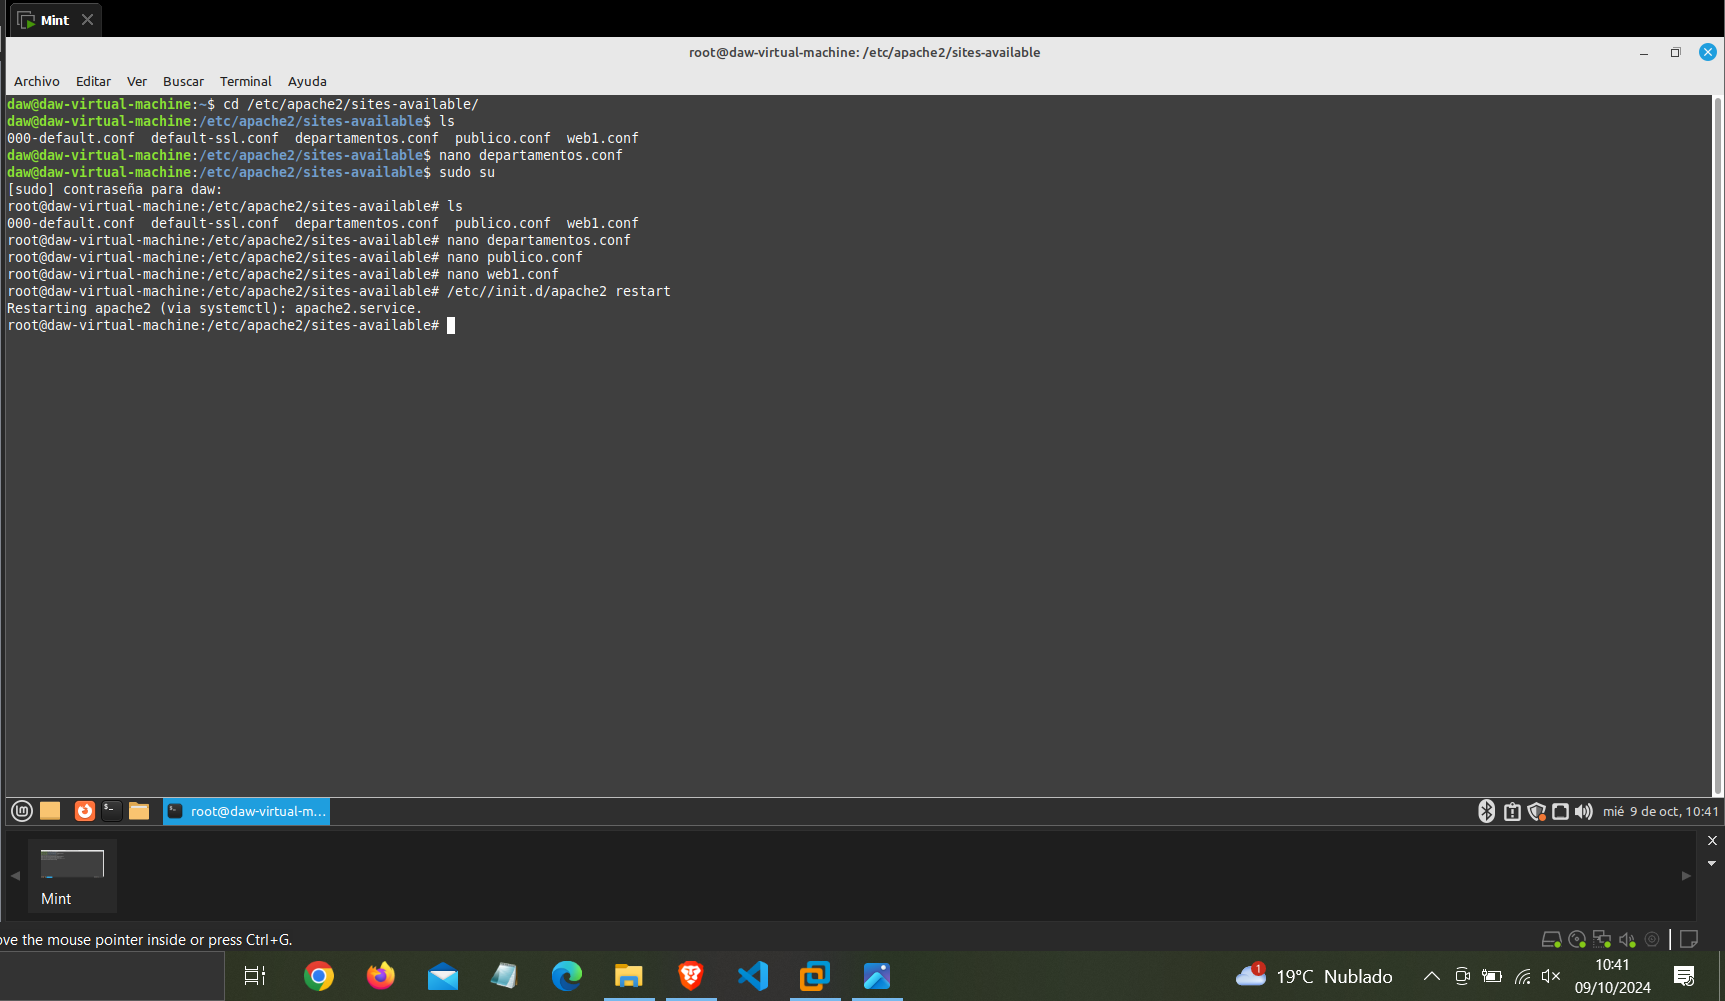 Mint
root@daw-virtual-machine: /etc/apache2/sites-available
Archivo Editar Ver Buscar Terminal Ayuda
daw@daw-virtual-machine:~$ cd /etc/apache2/sites-available/
daw@daw-virtual-machine:/etc/apache2/sites-available$ ls
000-default.conf  default-ssl.conf  departamentos.conf  publico.conf  web1.conf
daw@daw-virtual-machine:/etc/apache2/sites-available$ nano departamentos.conf
daw@daw-virtual-machine:/etc/apache2/sites-available$ sudo su
[sudo] contraseña para daw:
root@daw-virtual-machine:/etc/apache2/sites-available# ls
000-default.conf  default-ssl.conf  departamentos.conf  publico.conf  web1.conf
root@daw-virtual-machine:/etc/apache2/sites-available# nano departamentos.conf
root@daw-virtual-machine:/etc/apache2/sites-available# nano publico.conf
root@daw-virtual-machine:/etc/apache2/sites-available# nano web1.conf
root@daw-virtual-machine:/etc/apache2/sites-available# /etc//init.d/apache2 restart
Restarting apache2 (via systemctl): apache2.service.
root@daw-virtual-machine:/etc/apache2/sites-available#
root@daw-virtual-m... mié 9 de oct, 10:41
Mint
ove the mouse pointer inside or press Ctrl+G.
1 19°C Nublado 10:41
09/10/2024